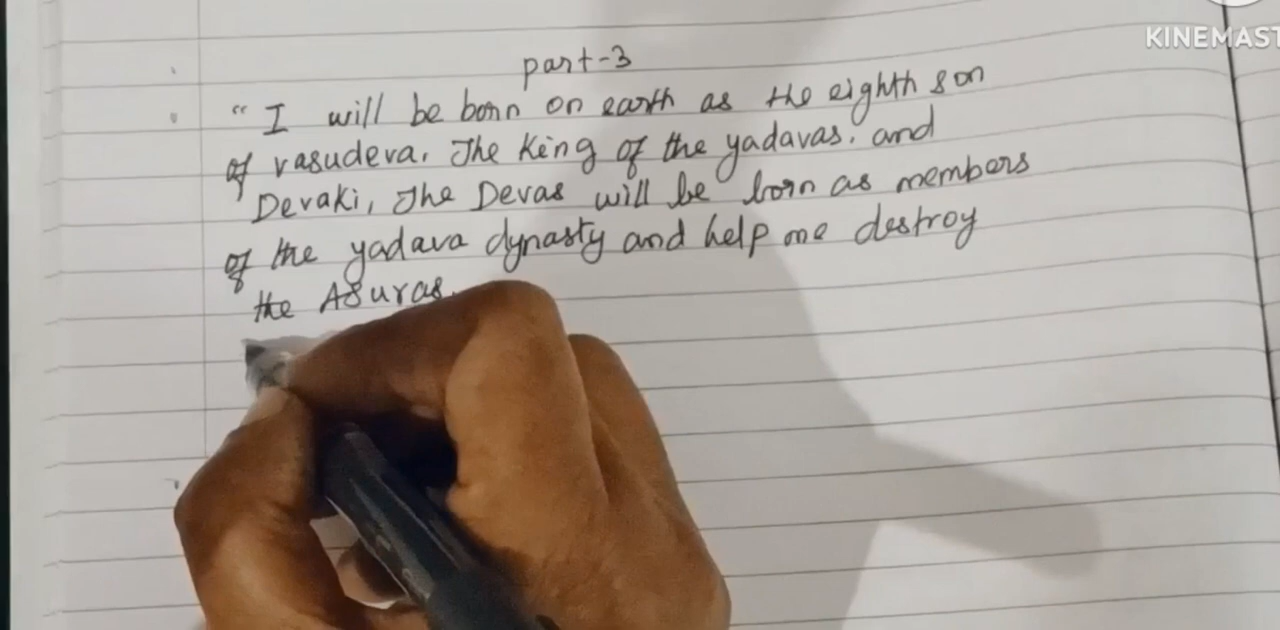 KINEMAST
part-3
"I will be born on earth as the eighth son
of vasudeva. The King of the yadavas. and
Devaki, The Devas will be born as members
of the yadava dynasty and help me destroy
the Asuras.